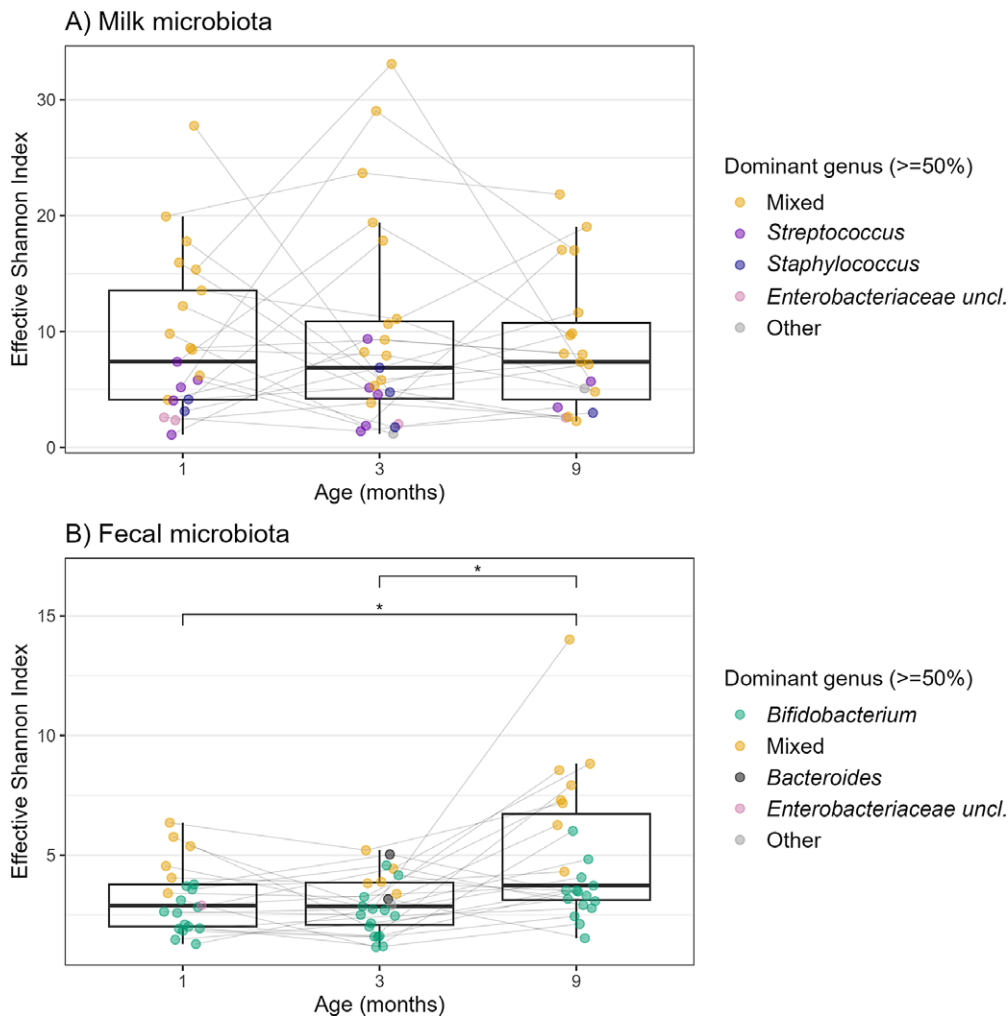 A) Milk microbiota
Effective Shannon Index
30
20
10
0
1
3
9
Age (months)
Dominant genus (>=50%)
Mixed
Streptococcus
Staphylococcus
Enterobacteriaceae uncl.
Other
B) Fecal microbiota
Effective Shannon Index
15
10
5
*
*
1
3
9
Age (months)
Dominant genus (>=50%)
Bifidobacterium
Mixed
Bacteroides
Enterobacteriaceae uncl.
Other